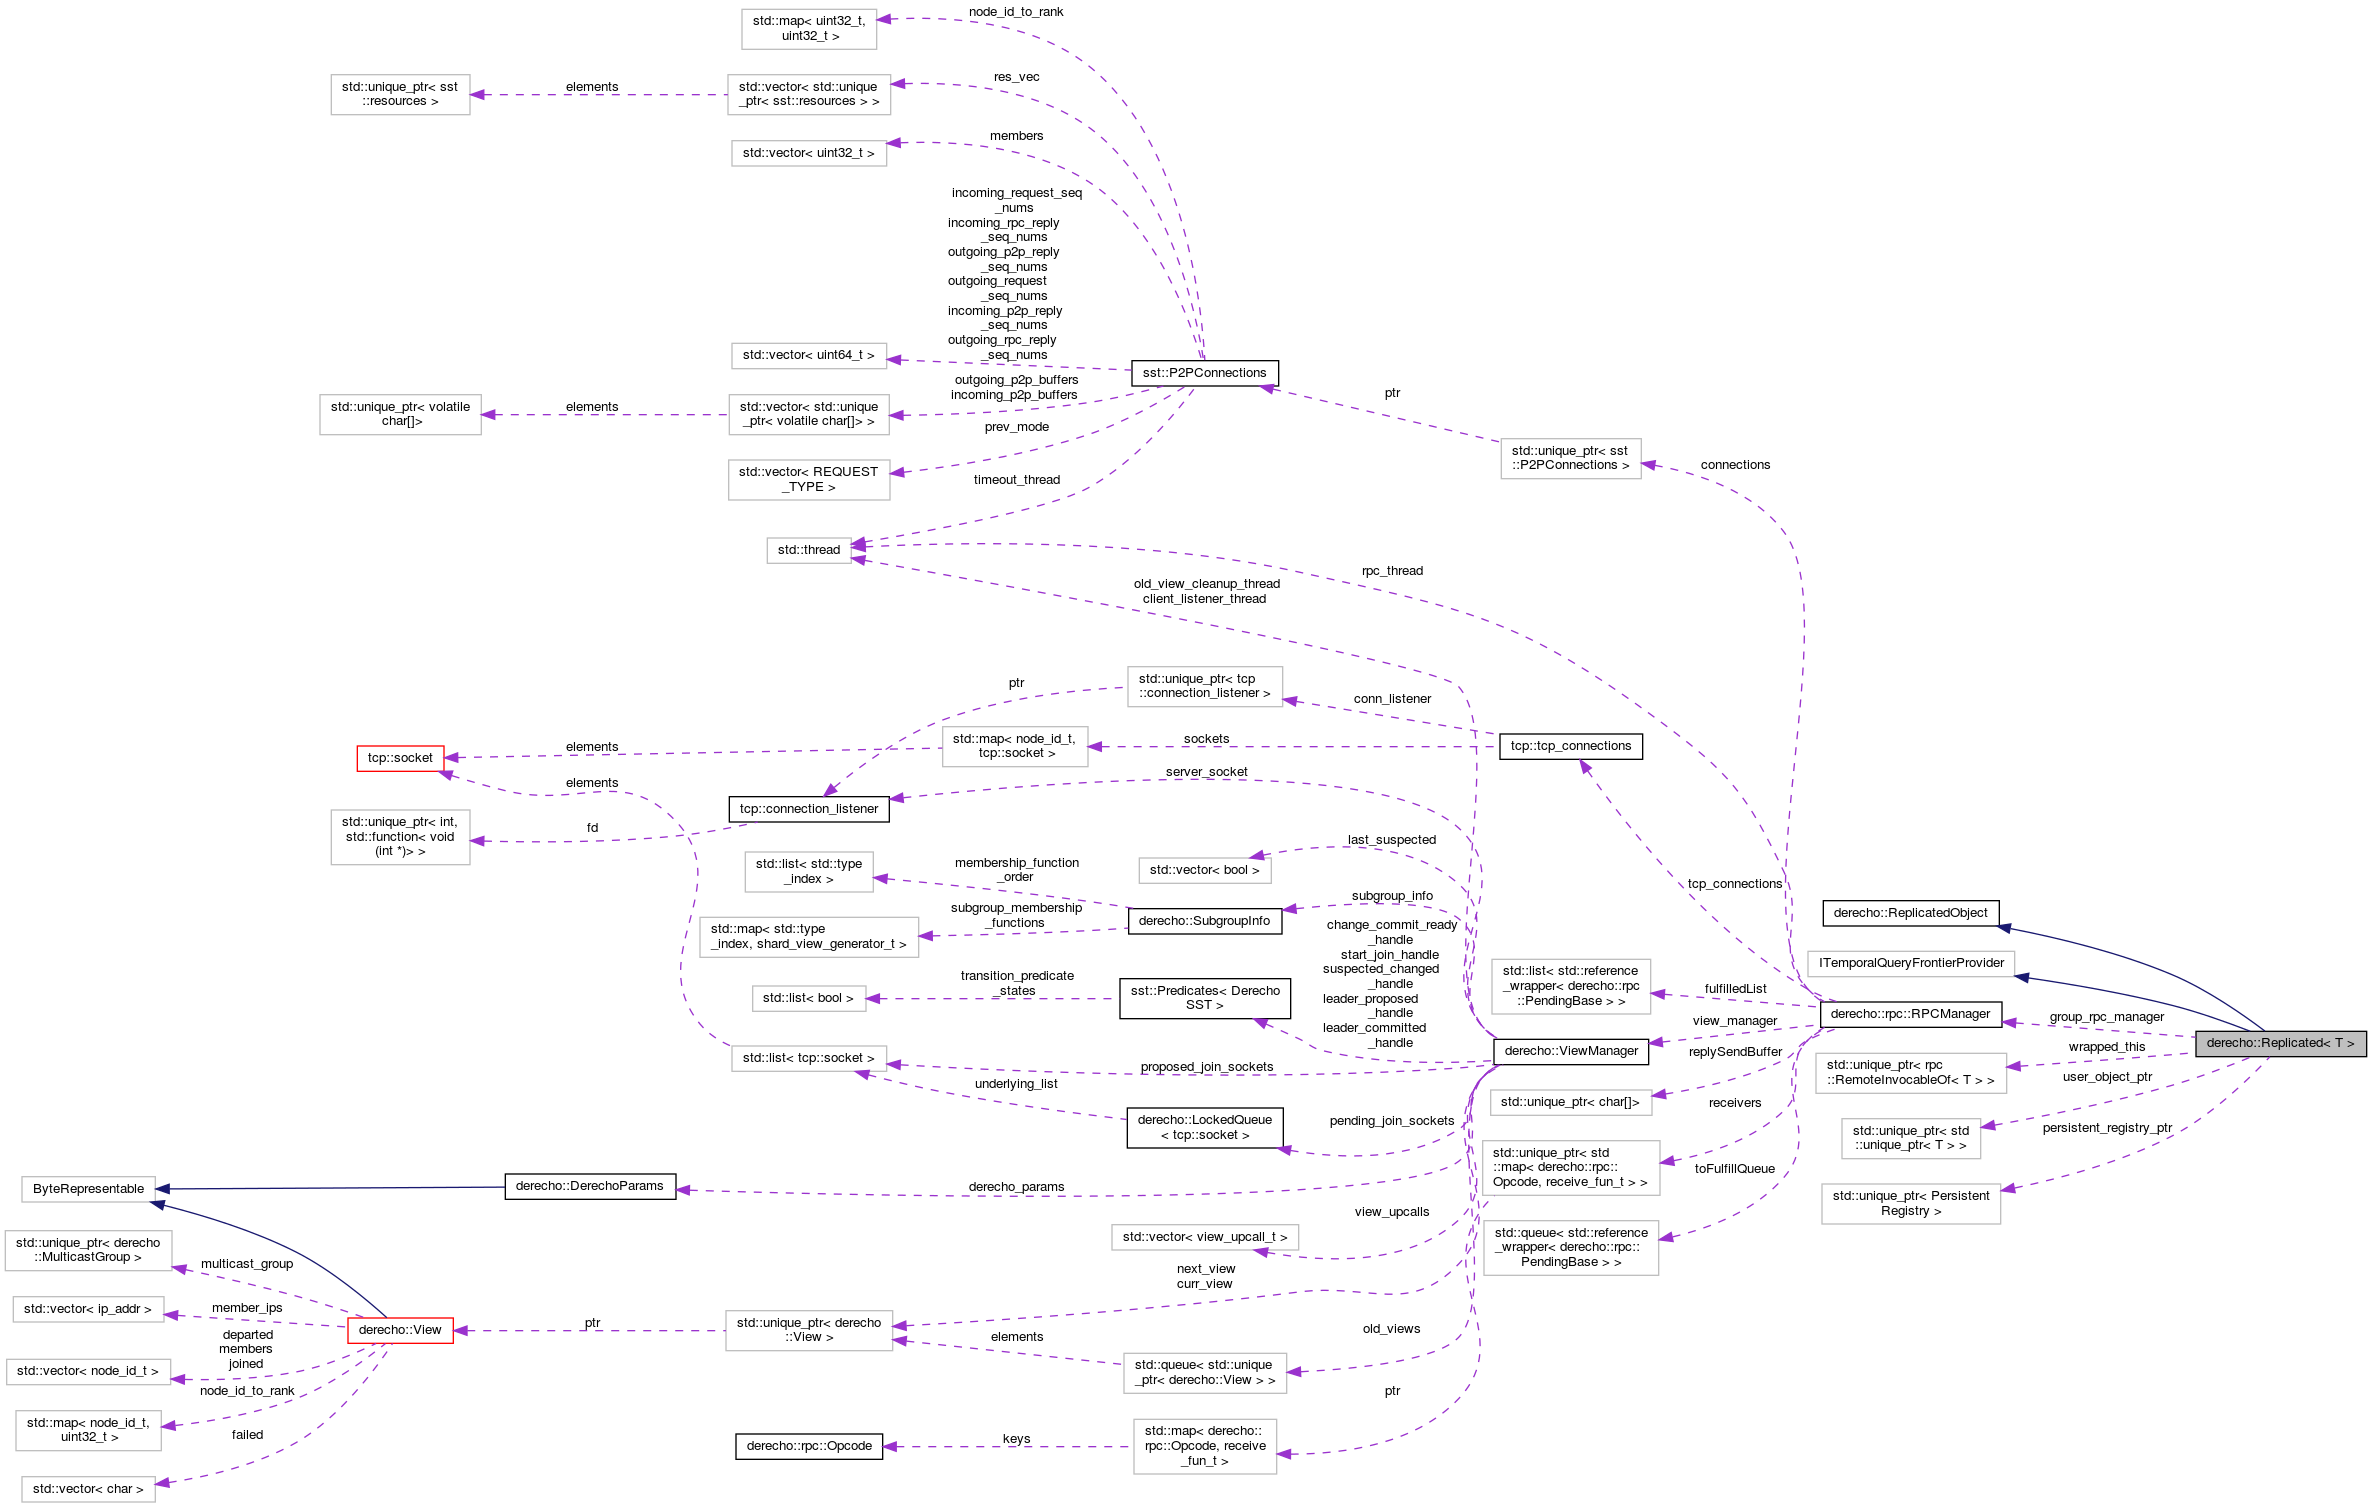 node_id_to_rank
std::map< uint32_t,
uint32_t >
res_vec
std::unique_ptr< sst
::resources >
elements
std::vector< std::unique
_ptr< sst::resources > >
members
std::vector< uint32_t >
incoming_request_seq
_nums
incoming_rpc_reply
_seq_nums
outgoing_p2p_reply
_seq_nums
outgoing_request
_seq_nums
incoming_p2p_reply
_seq_nums
outgoing_rpc_reply
_seq_nums
std::vector< uint64_t >
sst::P2PConnections
outgoing_p2p_buffers
incoming_p2p_buffers
ptr
std::unique_ptr< volatile
char[]>
elements
std::vector< std::unique
_ptr< volatile char[]> >
prev_mode
std::vector< REQUEST
_TYPE >
std::unique_ptr< sst
::P2PConnections >
connections
timeout_thread
std::thread
rpc_thread
old_view_cleanup_thread
client_listener_thread
ptr
std::unique_ptr< tcp
::connection_listener >
conn_listener
tcp::socket
elements
std::map< node_id_t,
tcp::socket >
sockets
tcp::tcp_connections
elements
server_socket
tcp::connection_listener
std::unique_ptr< int,
std::function< void
(int *)> >
fd
last_suspected
std::list< std::type
_index >
membership_function
_order
std::vector< bool >
tcp_connections
subgroup_info
derecho::SubgroupInfo
subgroup_membership
_functions
std::map< std::type
_index, shard_view_generator_t >
derecho::ReplicatedObject
change_commit_ready
_handle
start_join_handle
suspected_changed
_handle
leader_proposed
_handle
leader_committed
_handle
ITemporalQueryFrontierProvider
std::list< std::reference
_wrapper< derecho::rpc
::PendingBase > >
fulfilledList
transition_predicate
_states
std::list< bool >
sst::Predicates< Derecho
SST >
derecho::rpc::RPCManager
view_manager
group_rpc_manager
derecho::Replicated< T >
derecho::ViewManager
replySendBuffer
wrapped_this
std::list< tcp::socket >
proposed_join_sockets
std::unique_ptr< rpc
::RemoteInvocableOf< T > >
user_object_ptr
underlying_list
std::unique_ptr< char[]>
receivers
derecho::LockedQueue
< tcp::socket >
pending_join_sockets
std::unique_ptr< std
::unique_ptr< T > >
persistent_registry_ptr
std::unique_ptr< std
::map< derecho::rpc::
Opcode, receive_fun_t > >
toFulfillQueue
ByteRepresentable
derecho::DerechoParams
derecho_params
std::unique_ptr< Persistent
Registry >
view_upcalls
std::vector< view_upcall_t >
std::queue< std::reference
_wrapper< derecho::rpc::
PendingBase > >
std::unique_ptr< derecho
::MulticastGroup >
multicast_group
next_view
curr_view
std::vector< ip_addr >
member_ips
derecho::View
ptr
std::unique_ptr< derecho
::View >
elements
old_views
departed
members
joined
std::vector< node_id_t >
std::queue< std::unique
_ptr< derecho::View > >
node_id_to_rank
ptr
std::map< node_id_t,
uint32_t >
failed
derecho::rpc::Opcode
keys
std::map< derecho::
rpc::Opcode, receive
_fun_t >
std::vector< char >